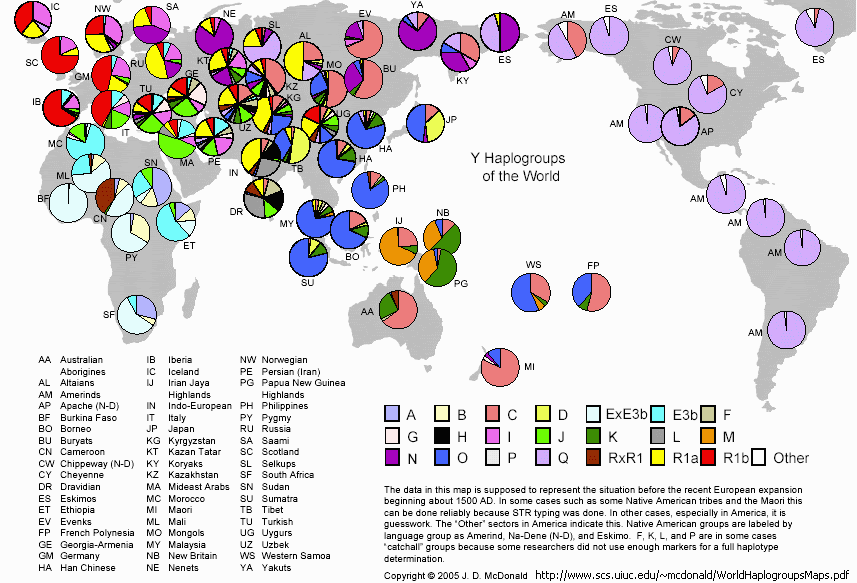 IC
NW
SA
NE
SL
EV
YA
AM
ES
SC
KT
AL
CW
ES
GM
RU
MO
BU
KY
ES
IB
TU
GE
KZ
KG
CY
IT
UZ
UG
JP
AM
AP
MC
MA
PE
HA
HA
Y Haplogroups
of the World
ML
SN
IN
TB
BF
CN
DR
PH
AM
ET
MY
IJ
NB
AM
PY
SU
BO
PG
WS
FP
AM
SF
AA
MI
AM
AA Australian
Aborigines
AL Altaians
AM Amerinds
AP Apache (N-D)
BF Burkina Faso
BO Borneo
BU Buryats
CN Cameroon
CW Chippeway (N-D)
CY Cheyenne
DR Dravidian
ES Eskimos
ET Ethiopia
EV Evenks
FP French Polynesia
GE Georgia-Armenia
GM Germany
HA Han Chinese
IB Iberia
IC Iceland
IJ Irian Jaya
Highlands
IN Indo-European
IT Italy
JP Japan
KG Kyrgyzstan
KT Kazan Tatar
KY Koryaks
KZ Kazakhstan
MA Mideast Arabs
MC Morocco
MI Maori
ML Mali
MO Mongols
MY Malaysia
NB New Britain
NE Nenets
NW Norwegian
PE Persian (Iran)
PG Papua New Guinea
Highlands
PH Philippines
PY Pygmy
RU Russia
SA Saami
SC Scotland
SL Selkups
SF South Africa
SN Sudan
SU Sumatra
TB Tibet
TU Turkish
UG Uygurs
UZ Uzbek
WS Western Samoa
YA Yakuts
A B C D ExE3b E3b F
G H I J K L M
N O P Q RxR1 R1a R1b Other
The data in this map is supposed to represent the situation before the recent European expansion
beginning about 1500 AD. In some cases such as some Native American tribes and the Maori this
can be done reliably because STR typing was done. In other cases, especially in America, it is
guesswork. The "Other" sectors in America indicate this. Native American groups are labeled by
language group as Amerind, Na-Dene (N-D), and Eskimo. F, K, L, and P are in some cases
"catchall" groups because some researchers did not use enough markers for a full haplotype
determination.
Copyright © 2005 J. D. McDonald http://www.scs.uiuc.edu/~mcdonald/WorldHaplogroupsMaps.pdf